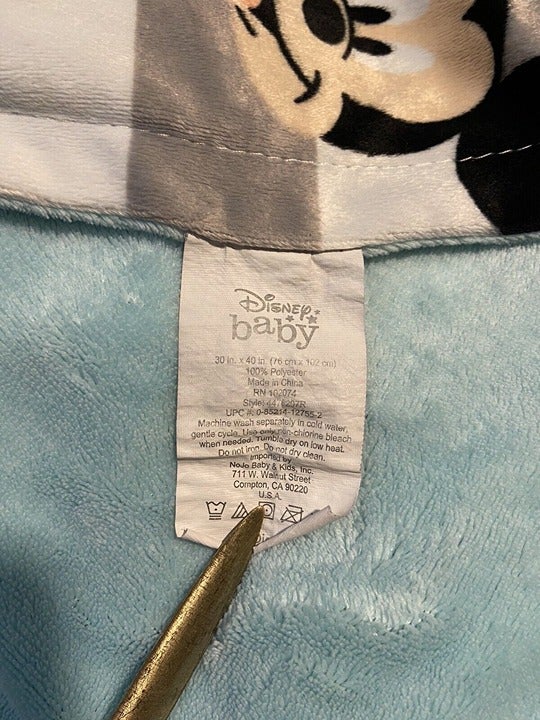 Disney
baby
30 in. x 40 in. (76 cm x 102 cm)
100% Polyester
Made in China
RN 102074
Style: 4476207R
UPC #: 0-85214-12755-2
Machine wash separately in cold water,
gentle cycle. Use only non-chlorine bleach
when needed. Tumble dry on low heat.
Do not iron. Do not dry clean.
Imported by
NoJo Baby & Kids, Inc.
711 W. Walnut Street
Compton, CA 90220
U.S.A.